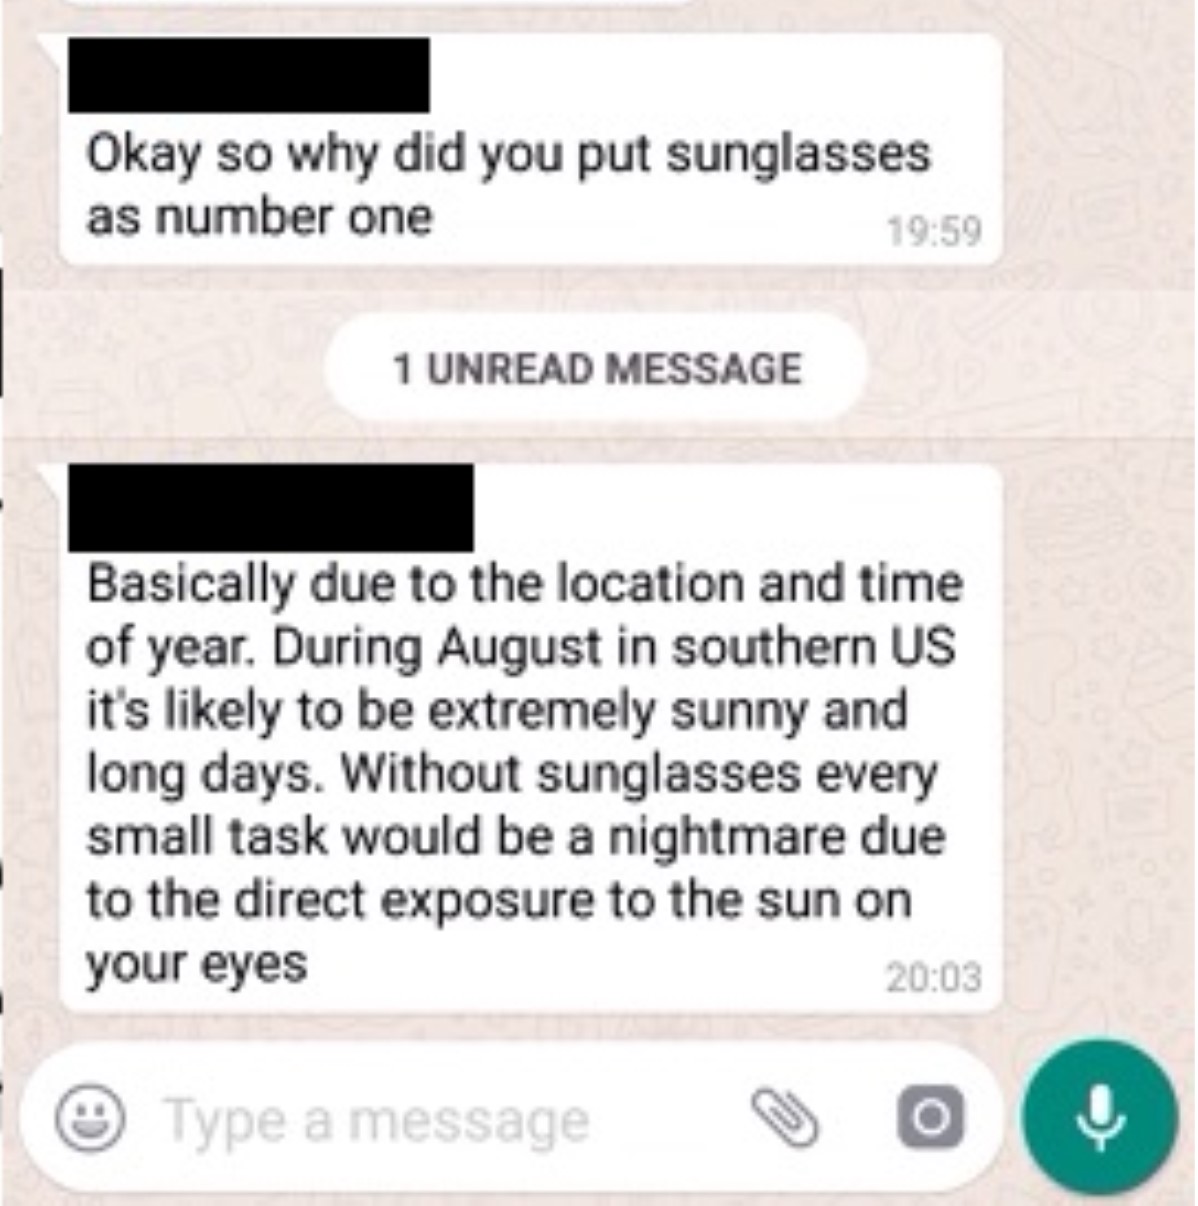 Okay so why did you put sunglasses
as number one
19:59
1 UNREAD MESSAGE
Basically due to the location and time
of year. During August in southern US
it's likely to be extremely sunny and
long days. Without sunglasses every
small task would be a nightmare due
to the direct exposure to the sun on
your eyes
20:03
Type a message